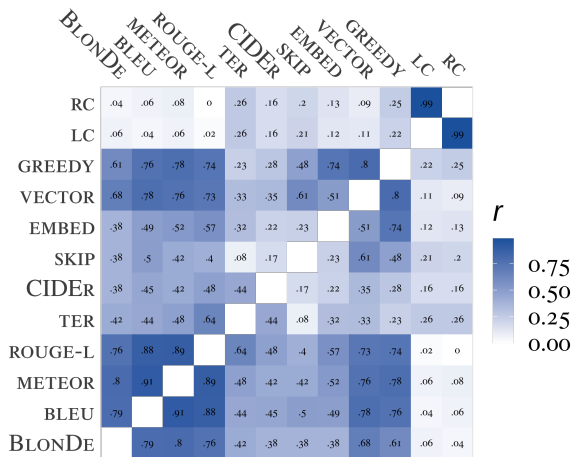 BLONDE BLEU METEOR ROUGE-L TER CIDER SKIP EMBED VECTOR GREEDY LC RC
RC .04 .06 .08 0 .26 .16 .2 .13 .09 .25 .99
LC .06 .04 .06 .02 .26 .16 .21 .12 .11 .22 .99
GREEDY .61 .76 .78 .74 .23 .28 .48 .74 .8 .22 .25
VECTOR .68 .78 .76 .73 .33 .35 .61 .51 .8 .11 .09
EMBED .38 .49 .52 .57 .32 .22 .23 .51 .74 .12 .13
SKIP .38 .5 .42 .4 .08 .17 .23 .61 .48 .21 .2
CIDER .38 .45 .42 .48 .44 .17 .22 .35 .28 .16 .16
TER .42 .44 .48 .64 .44 .08 .32 .33 .23 .26 .26
ROUGE-L .76 .88 .89 .64 .48 .4 .57 .73 .74 .02 0
METEOR .8 .91 .89 .48 .42 .42 .52 .76 .78 .06 .08
BLEU .79 .91 .88 .44 .45 .5 .49 .78 .76 .04 .06
BLONDE .79 .8 .76 .42 .38 .38 .38 .68 .61 .06 .04
r
0.75
0.50
0.25
0.00